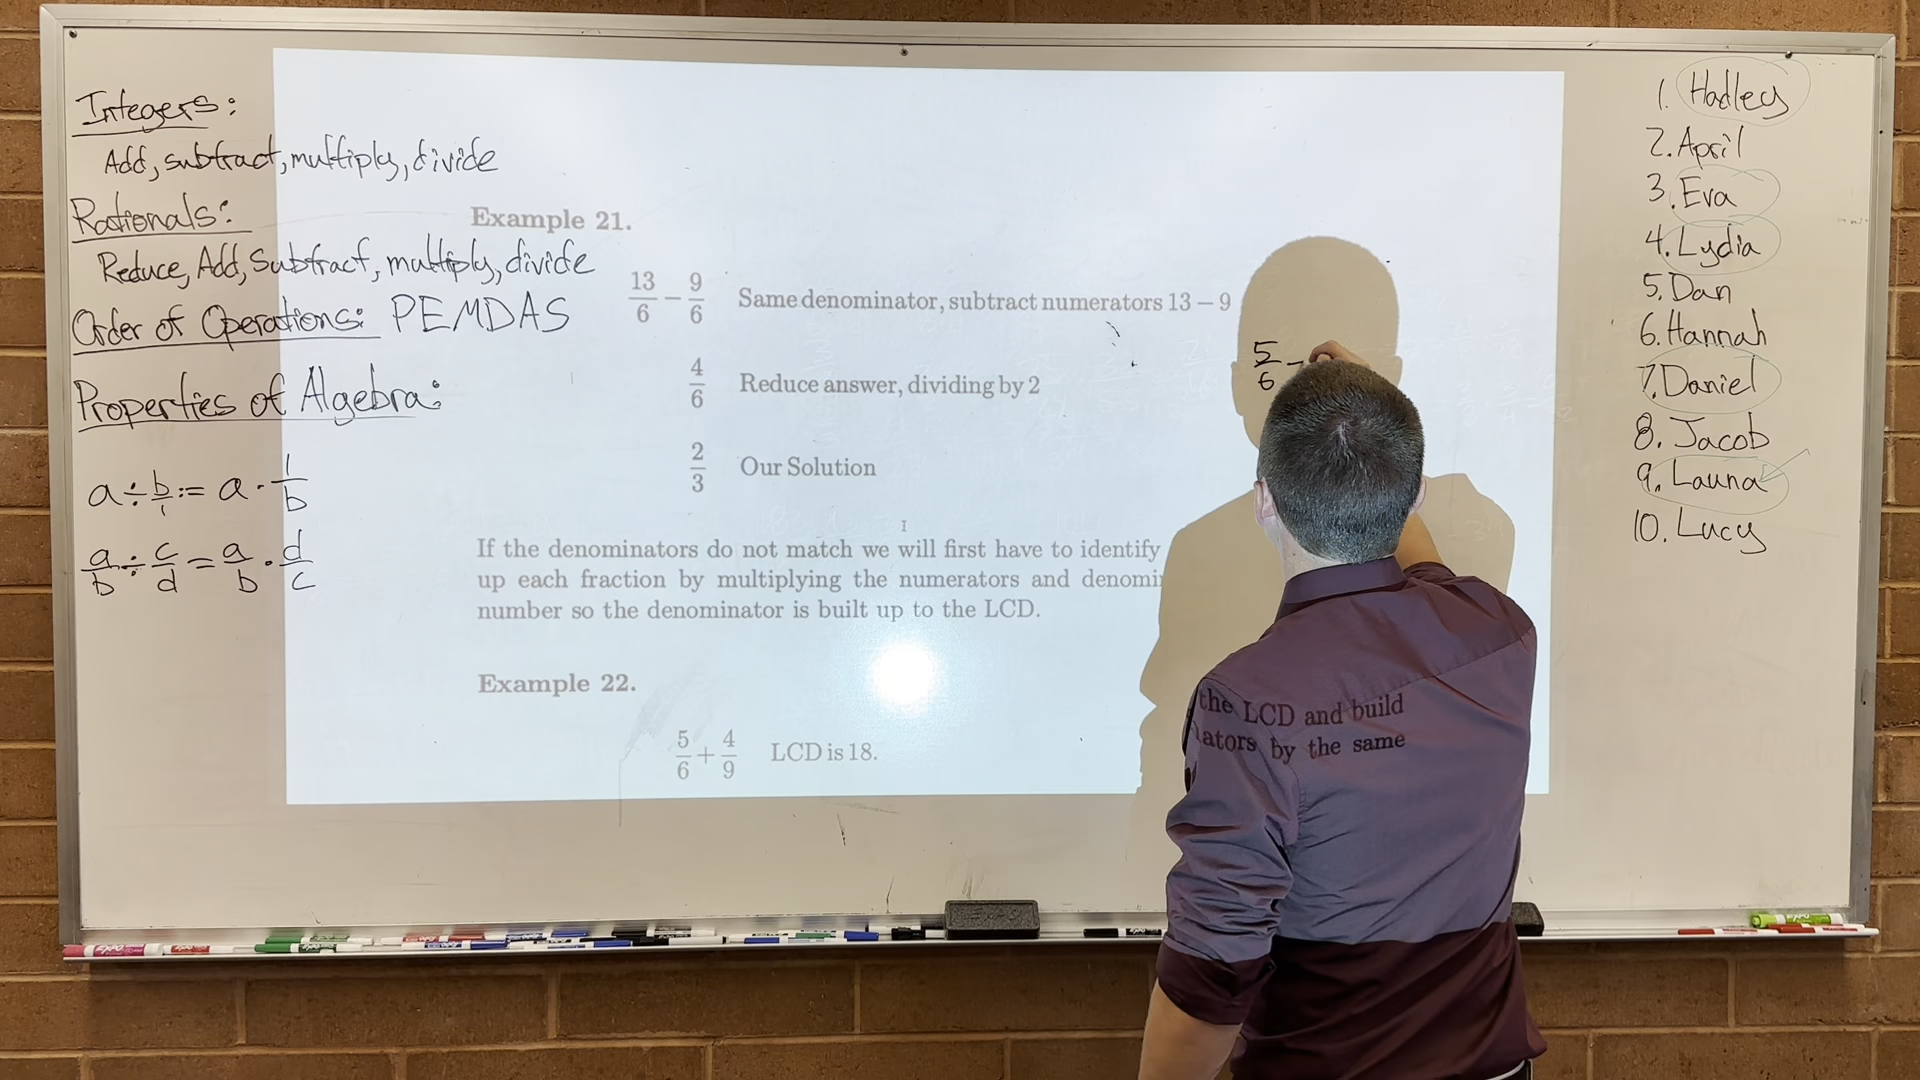 Integers:
Add, subtract, multiply, divide
Rationals:
Reduce, Add, Subtract, multiply, divide
Order of Operations: PEMDAS
Properties of Algebra:
a ÷ b/1 = a · 1/b
a/b ÷ c/d = a/b · d/c
Example 21.
13/6 − 9/6 Same denominator, subtract numerators 13 − 9
4/6 Reduce answer, dividing by 2
2/3 Our Solution
If the denominators do not match we will first have to identify the LCD and build
up each fraction by multiplying the numerators and denominators by the same
number so the denominator is built up to the LCD.
Example 22.
5/6 + 4/9 LCD is 18.
5/6 −
1. Hadley
2. April
3. Eva
4. Lydia
5. Dan
6. Hannah
7. Daniel
8. Jacob
9. Launa
10. Lucy